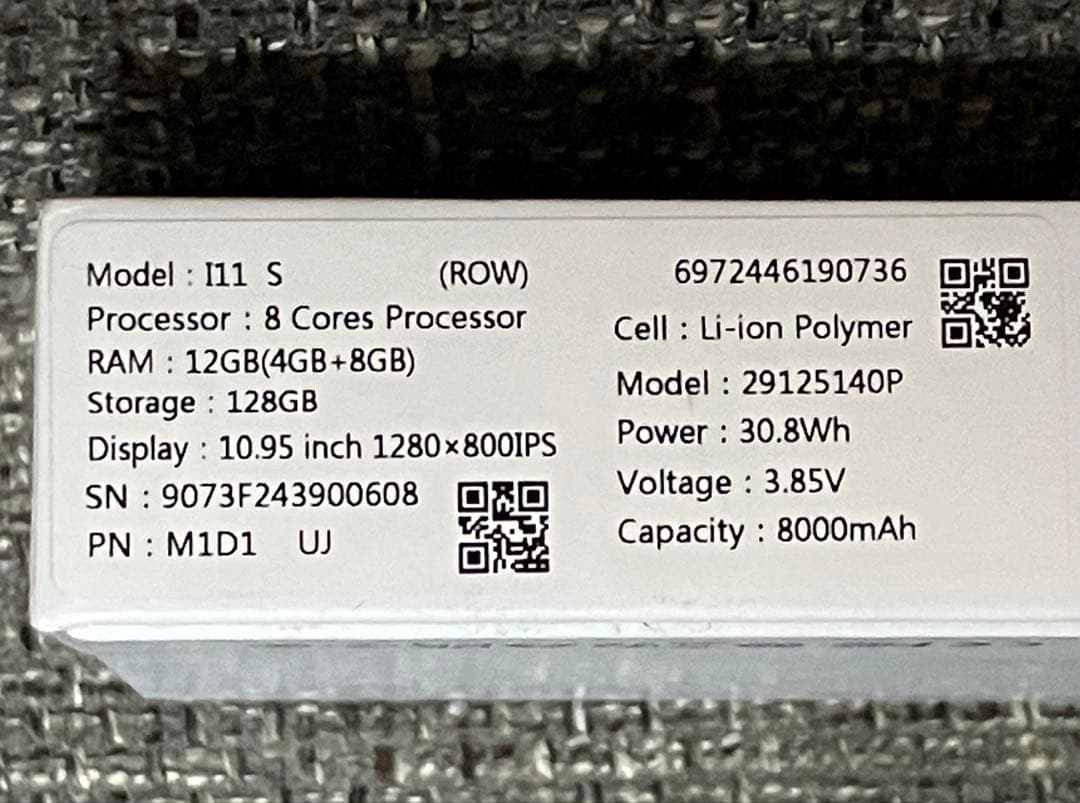 Model : I11 S (ROW)
Processor : 8 Cores Processor
RAM : 12GB(4GB+8GB)
Storage : 128GB
Display : 10.95 inch 1280×800IPS
SN : 9073F243900608
PN : M1D1 UJ
6972446190736
Cell : Li-ion Polymer
Model : 29125140P
Power : 30.8Wh
Voltage : 3.85V
Capacity : 8000mAh